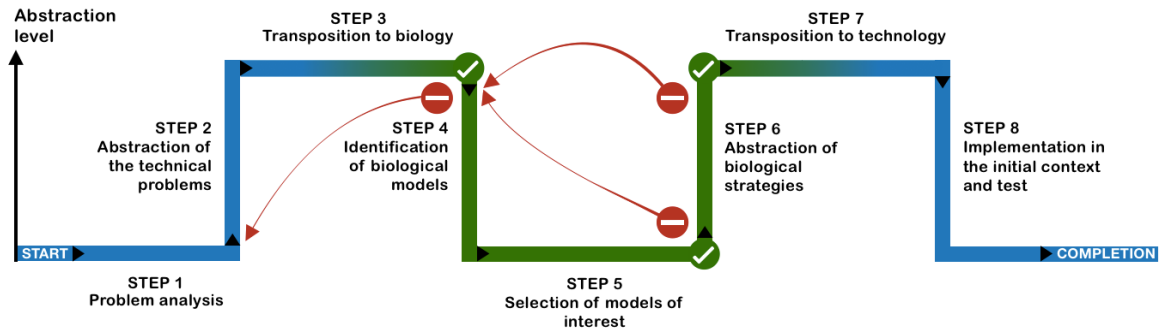 Abstraction
level
STEP 3
Transposition to biology
STEP 7
Transposition to technology
STEP 2
Abstraction of
the technical
problems
STEP 4
Identification
of biological
models
STEP 6
Abstraction of
biological
strategies
STEP 8
Implementation in
the initial context
and test
START
COMPLETION
STEP 1
Problem analysis
STEP 5
Selection of models of
interest